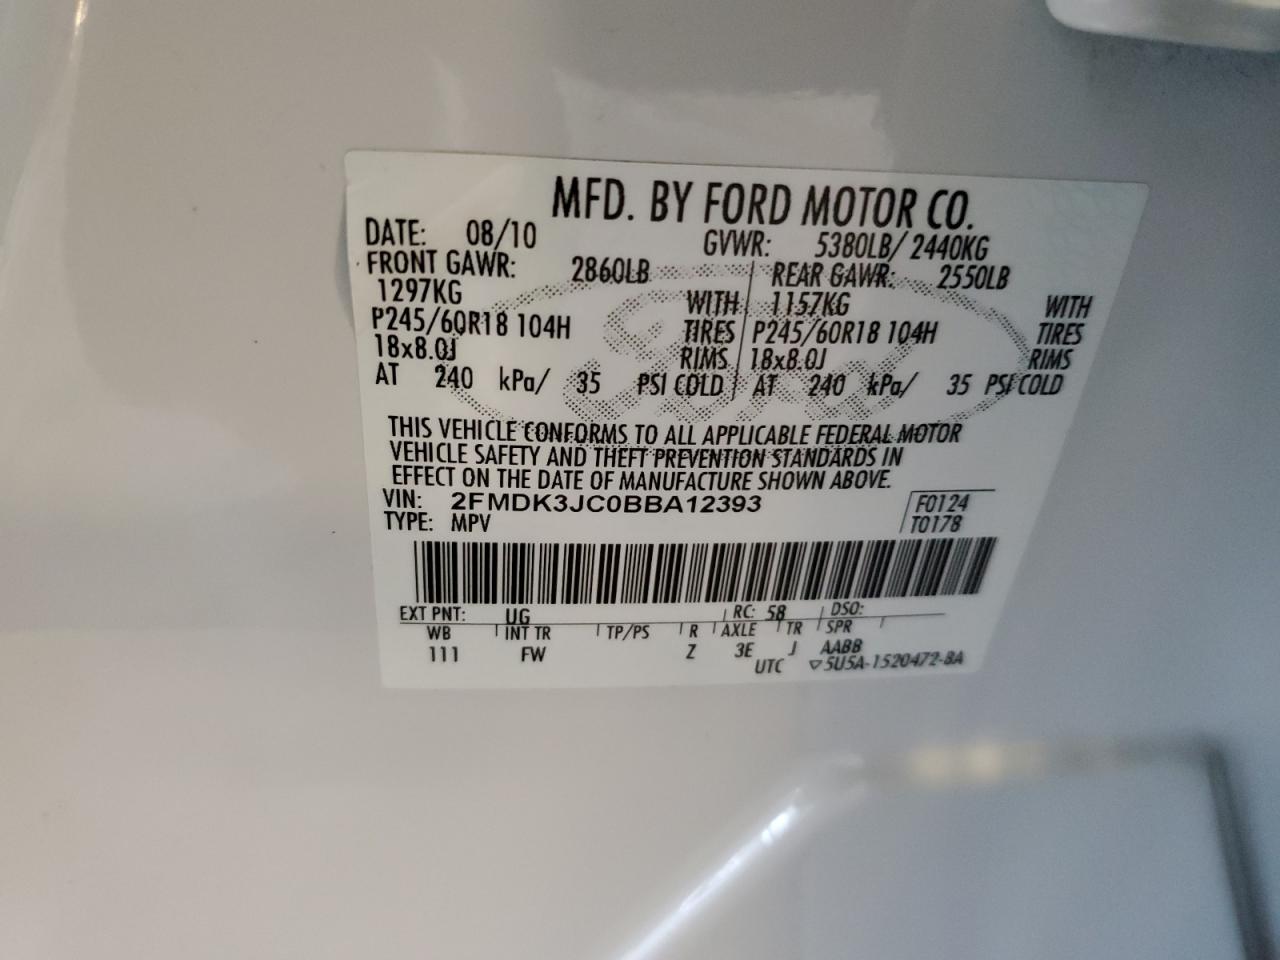 MFD. BY FORD MOTOR CO.
DATE: 08/10 GVWR: 5380LB/ 2440KG
FRONT GAWR: 2860LB REAR GAWR: 2550LB
1297KG WITH 1157KG WITH
P245/60R18 104H TIRES P245/60R18 104H TIRES
18x8.0J RIMS 18x8.0J RIMS
AT 240 kPa/ 35 PSI COLD AT 240 kPa/ 35 PSI COLD
THIS VEHICLE CONFORMS TO ALL APPLICABLE FEDERAL MOTOR
VEHICLE SAFETY AND THEFT PREVENTION STANDARDS IN
EFFECT ON THE DATE OF MANUFACTURE SHOWN ABOVE.
VIN: 2FMDK3JC0BBA12393 F0124
TYPE: MPV T0178
EXT PNT: UG RC: 58 DSO:
WB INT TR TP/PS R AXLE TR SPR
111 FW Z 3E J AABB
UTC ▽5U5A-1520472-BA